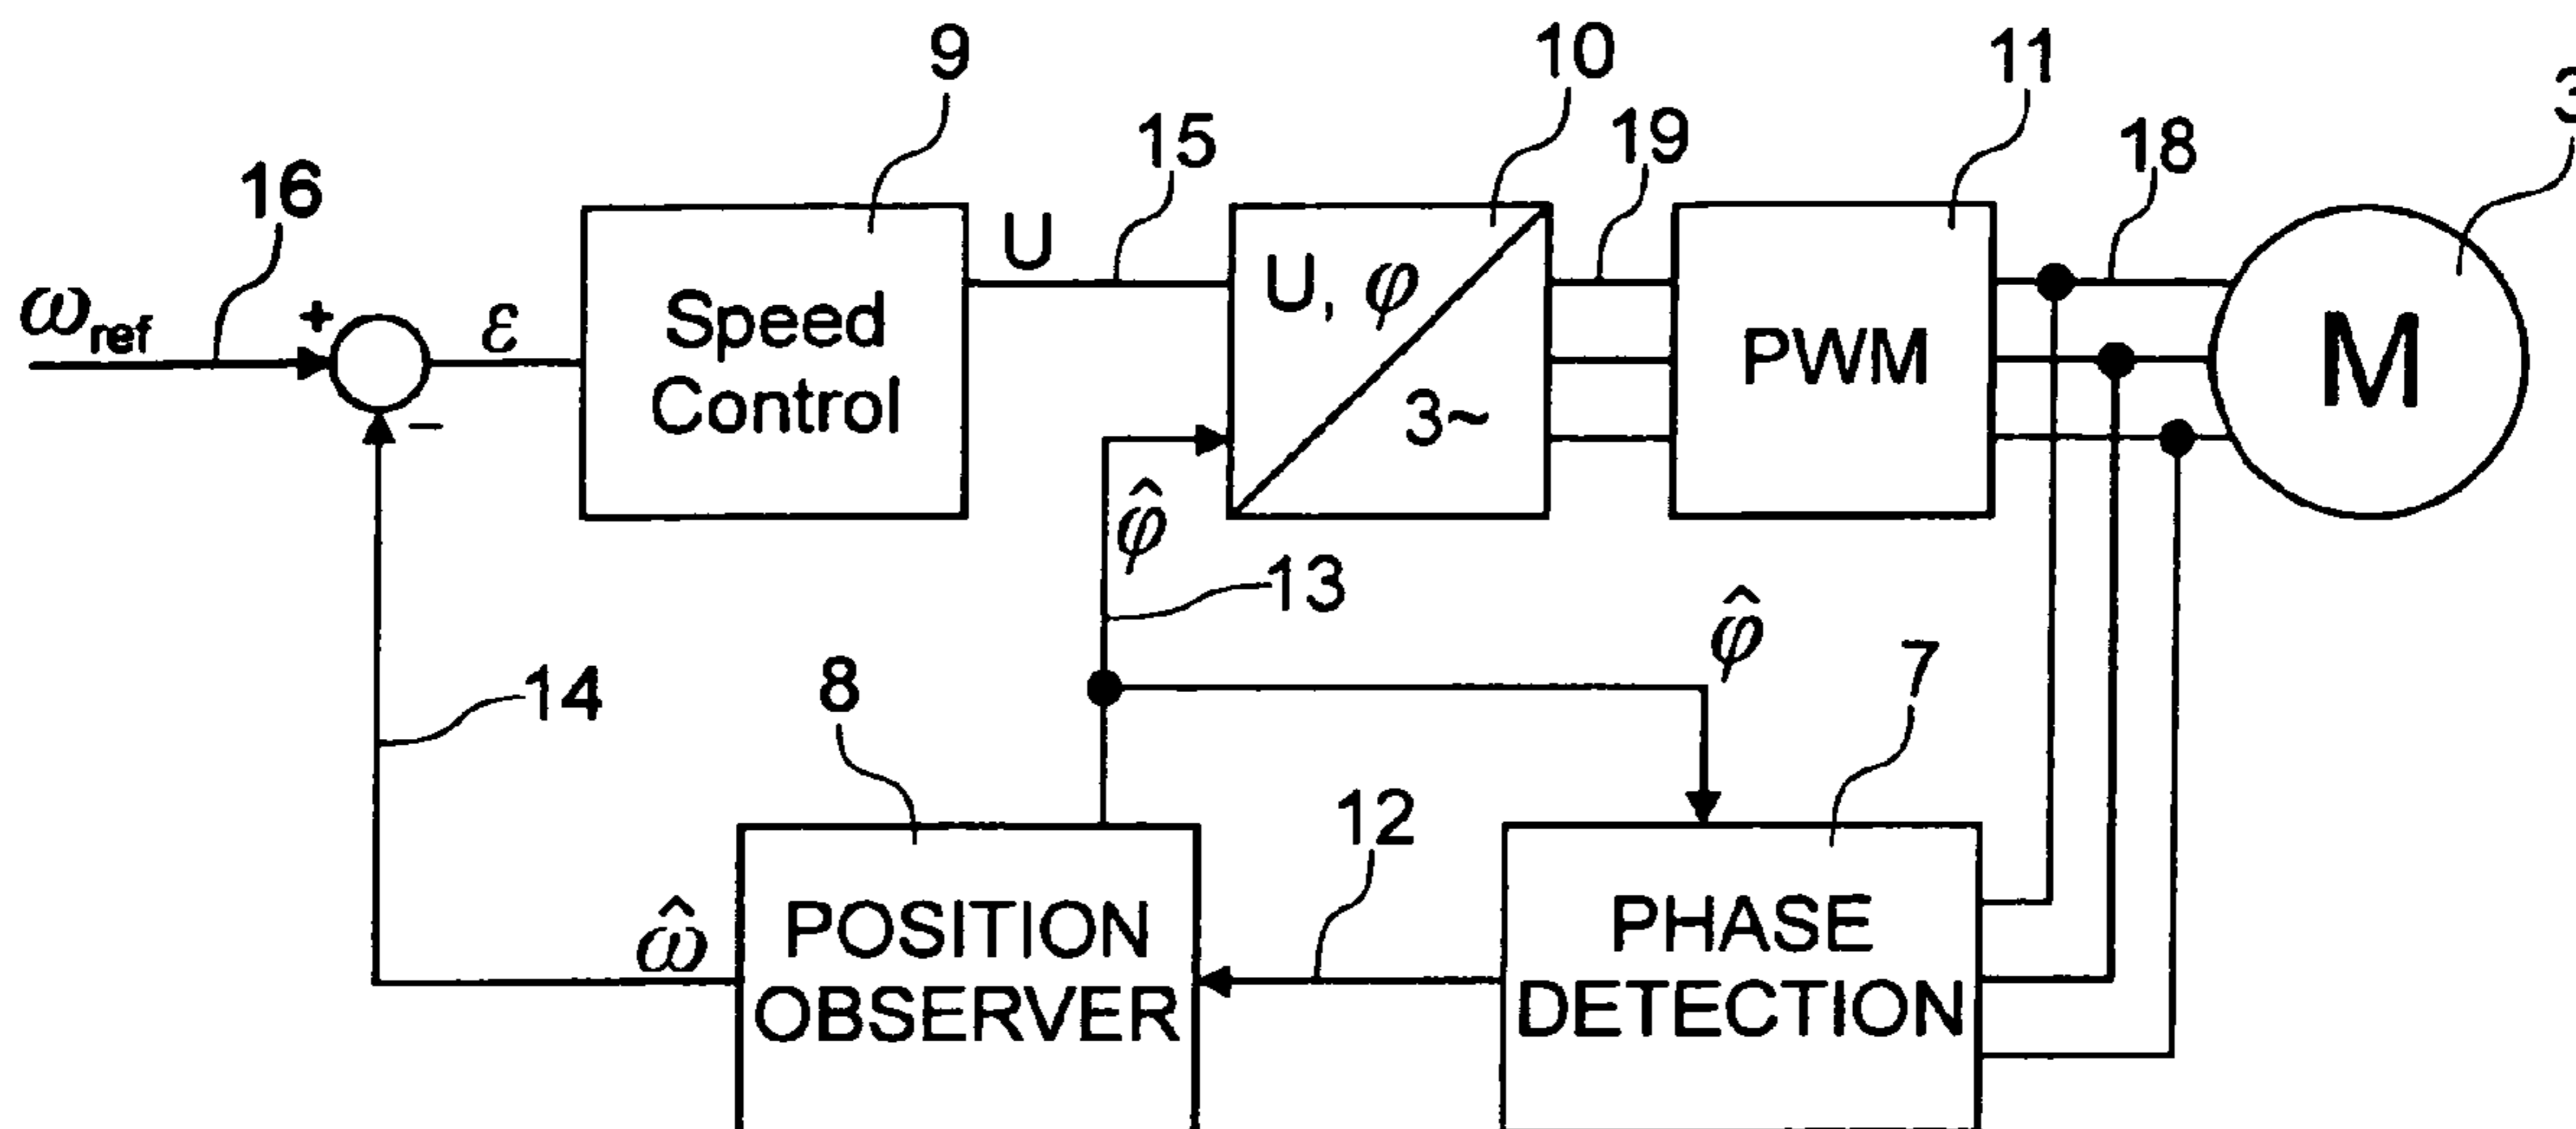 9
10
11
3
16
15
19
18
ω_ref
+
ε
−
Speed
Control
U
U, φ
3~
PWM
M
φ̂
13
φ̂
14
8
7
12
ω̂
POSITION
OBSERVER
PHASE
DETECTION